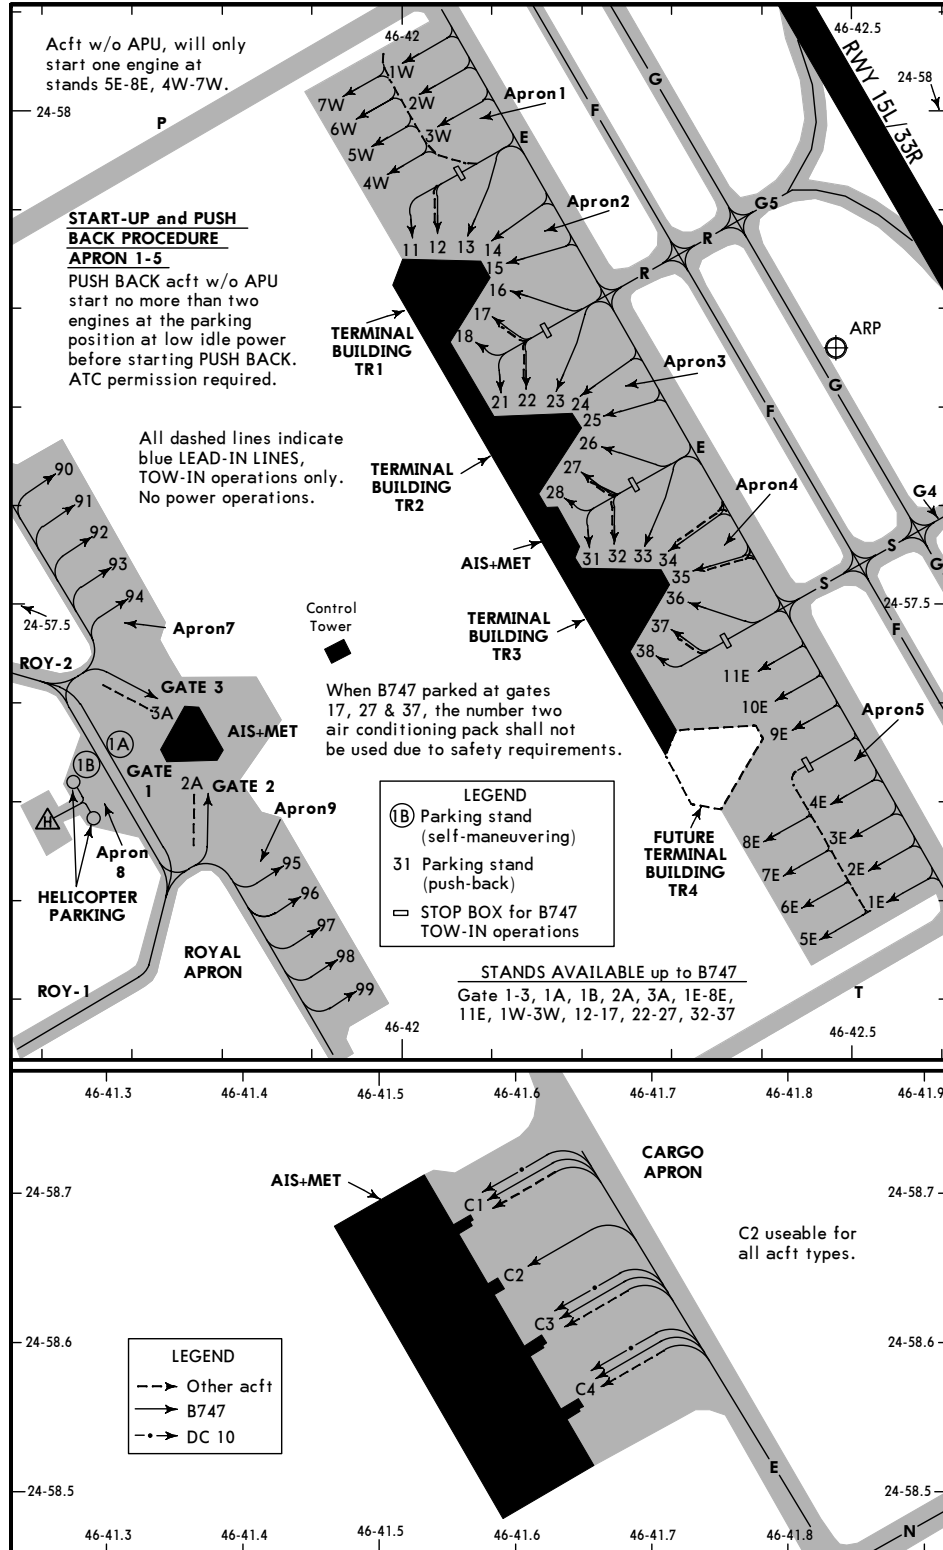 46-42
46-42.5
Acft w/o APU, will only
start one engine at
stands 5E-8E, 4W-7W.
24-58
24-58
RWY 15L/33R
P
1W
2W
3W
7W
6W
5W
4W
Apron1
E
F
G
START-UP and PUSH
BACK PROCEDURE
APRON 1-5
PUSH BACK acft w/o APU
start no more than two
engines at the parking
position at low idle power
before starting PUSH BACK.
ATC permission required.
11
12
13
14
15
16
17
18
Apron2
R
R
G5
TERMINAL
BUILDING
TR1
ARP
21
22
23
24
25
26
27
28
Apron3
F
G
E
All dashed lines indicate
blue LEAD-IN LINES,
TOW-IN operations only.
No power operations.
TERMINAL
BUILDING
TR2
AIS+MET
31
32
33
34
35
36
37
38
Apron4
G4
S
S
G
F
24-57.5
90
91
92
93
94
24-57.5
Apron7
Control
Tower
TERMINAL
BUILDING
TR3
ROY-2
GATE 3
3A
AIS+MET
1A
1B
GATE
1
2A
GATE 2
When B747 parked at gates
17, 27 & 37, the number two
air conditioning pack shall not
be used due to safety requirements.
11E
10E
9E
Apron5
4E
3E
2E
1E
8E
7E
6E
5E
H
Apron
8
HELICOPTER
PARKING
Apron9
95
96
97
98
99
ROYAL
APRON
ROY-1
LEGEND
1B Parking stand
(self-maneuvering)
31 Parking stand
(push-back)
STOP BOX for B747
TOW-IN operations
FUTURE
TERMINAL
BUILDING
TR4
STANDS AVAILABLE up to B747
Gate 1-3, 1A, 1B, 2A, 3A, 1E-8E,
11E, 1W-3W, 12-17, 22-27, 32-37
T
46-42
46-42.5
46-41.3
46-41.4
46-41.5
46-41.6
46-41.7
46-41.8
46-41.9
CARGO
APRON
AIS+MET
24-58.7
24-58.7
C1
C2
C3
C4
C2 useable for
all acft types.
24-58.6
24-58.6
LEGEND
Other acft
B747
DC 10
E
N
24-58.5
24-58.5
46-41.3
46-41.4
46-41.5
46-41.6
46-41.7
46-41.8